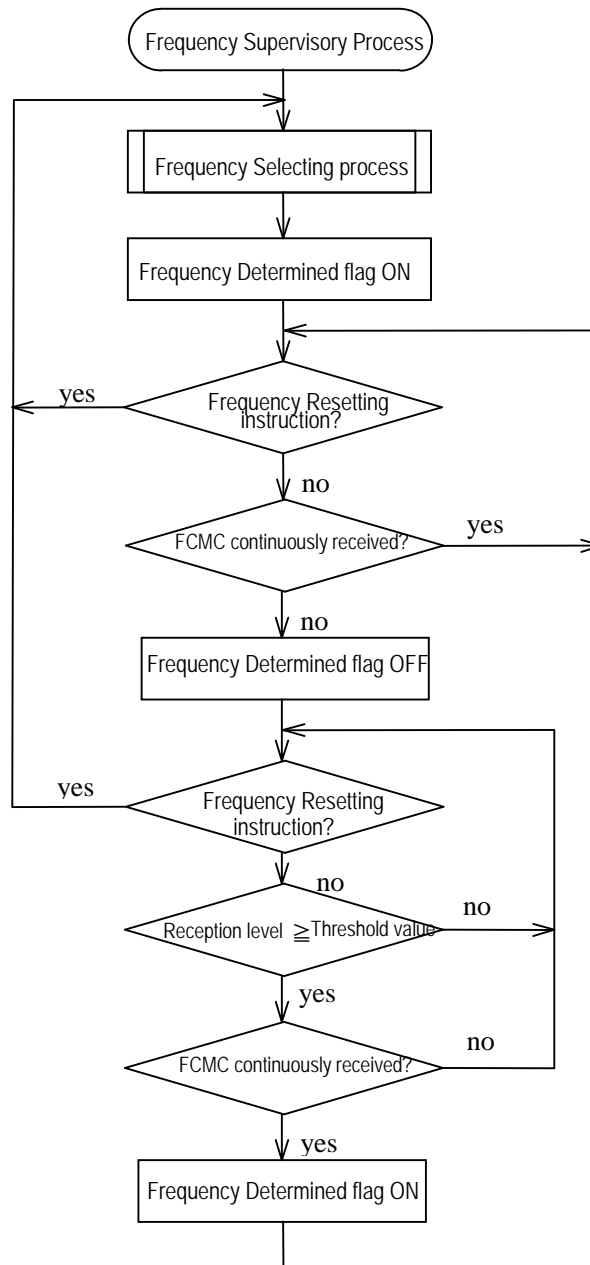 Frequency Supervisory Process
Frequency Selecting process
Frequency Determined flag ON
yes
Frequency Resetting
instruction?
no
FCMC continuously received?
yes
no
Frequency Determined flag OFF
yes
Frequency Resetting
instruction?
no
Reception level ≧Threshold value
no
yes
FCMC continuously received?
no
yes
Frequency Determined flag ON